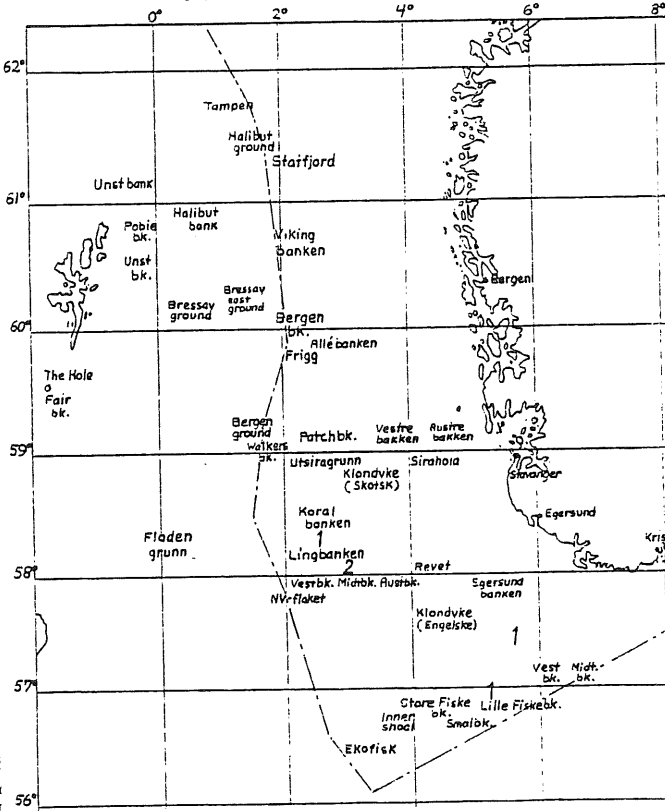 0° 2° 4° 6° 8°
62°
Tampen
Halibut
ground
Statfjord
Unstbank
61°
Halibut
bank
Pobie
bk.
Viking
banken
Unst
bk.
Bergen
Bressay
east
ground
Bressay
ground
Bergen
bk.
60°
Allébanken
Frigg
The Hole
Fair
bk.
Bergen
ground
Walkers
bk.
Patchbk.
Vestre
bakken
Austre
bakken
59°
Utsiragrunn
Sirahola
Klondyke
(Skotsk)
Stavanger
Koral
banken
Egersund
1
Fladen
grunn
Kris
Lingbanken
2
Revet
58°
Vestbk. Midtbk. Austbk.
Egersund
banken
NV-flaket
Klondyke
(Engelske)
1
Vest
bk.
Midt.
bk.
57°
1
Store Fiske
bk.
Lille Fiskebk.
Inner
shoal
Smalbk.
Ekofisk
56°